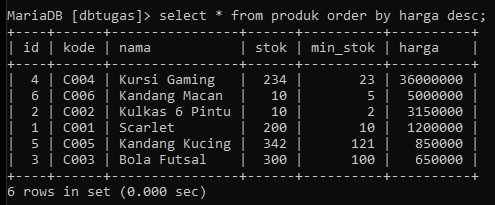 MariaDB [dbtugas]> select * from produk order by harga desc;
+----+------+-----------------+------+----------+----------+
| id | kode | nama            | stok | min_stok | harga    |
+----+------+-----------------+------+----------+----------+
|  4 | C004 | Kursi Gaming    |  234 |       23 | 36000000 |
|  6 | C006 | Kandang Macan   |   10 |        5 |  5000000 |
|  2 | C002 | Kulkas 6 Pintu  |   10 |        2 |  3150000 |
|  1 | C001 | Scarlet         |  200 |       10 |  1200000 |
|  5 | C005 | Kandang Kucing  |  342 |      121 |   850000 |
|  3 | C003 | Bola Futsal     |  300 |      100 |   650000 |
+----+------+-----------------+------+----------+----------+
6 rows in set (0.000 sec)